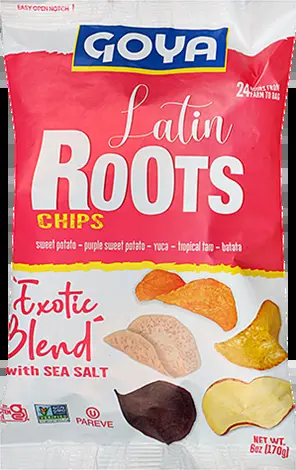 EASY OPEN NOTCH
GOYA
Latin
24 HOURS FROM
FARM TO BAG
ROOTS
CHIPS
sweet potato - purple sweet potato - yuca - tropical taro - batata
Exotic
Blend
with SEA SALT
U
PAREVE
NET WT.
6oz (170g)